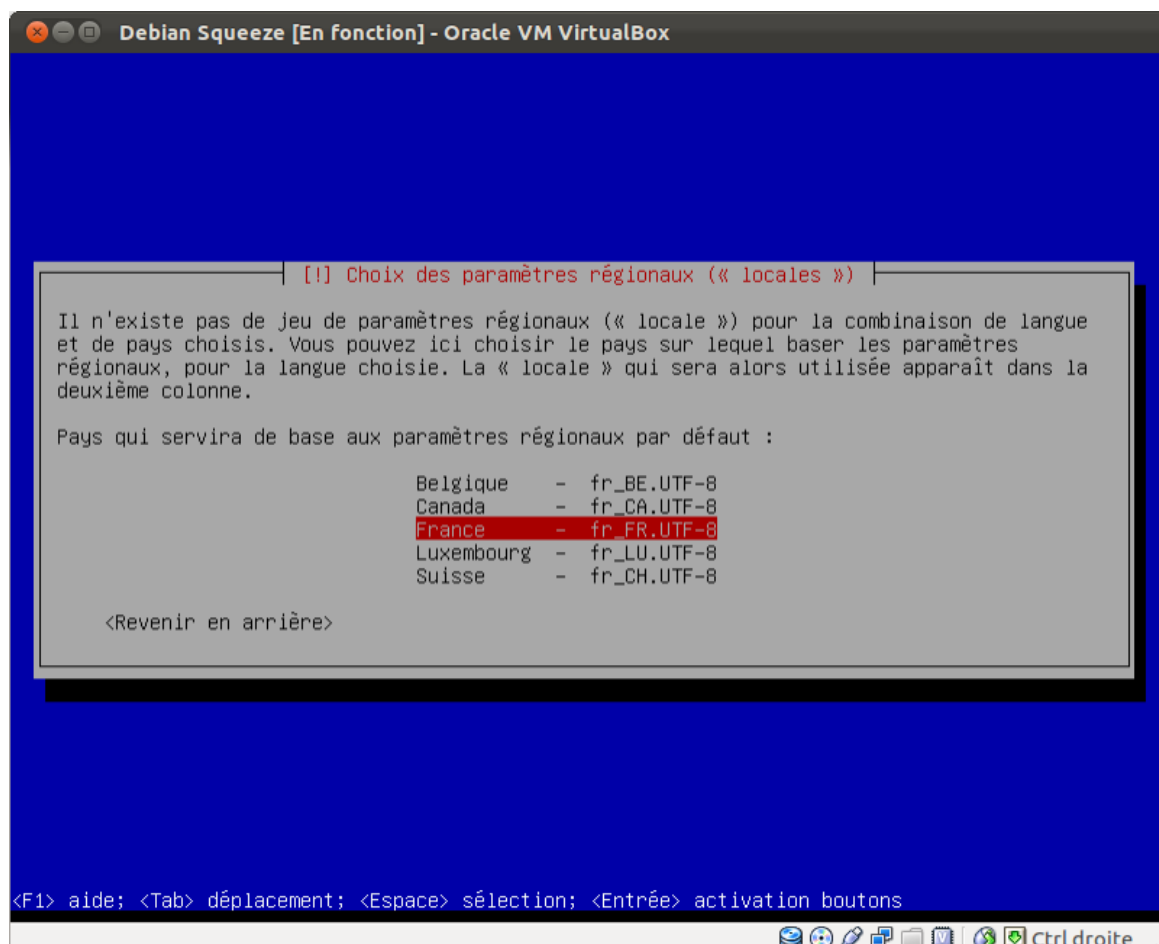 Debian Squeeze [En fonction] - Oracle VM VirtualBox
[!] Choix des paramètres régionaux (« locales »)
Il n'existe pas de jeu de paramètres régionaux (« locale ») pour la combinaison de langue
et de pays choisis. Vous pouvez ici choisir le pays sur lequel baser les paramètres
régionaux, pour la langue choisie. La « locale » qui sera alors utilisée apparaît dans la
deuxième colonne.
Pays qui servira de base aux paramètres régionaux par défaut :
Belgique - fr_BE.UTF-8
Canada - fr_CA.UTF-8
France - fr_FR.UTF-8
Luxembourg - fr_LU.UTF-8
Suisse - fr_CH.UTF-8
<Revenir en arrière>
<F1> aide; <Tab> déplacement; <Espace> sélection; <Entrée> activation boutons
Ctrl droite